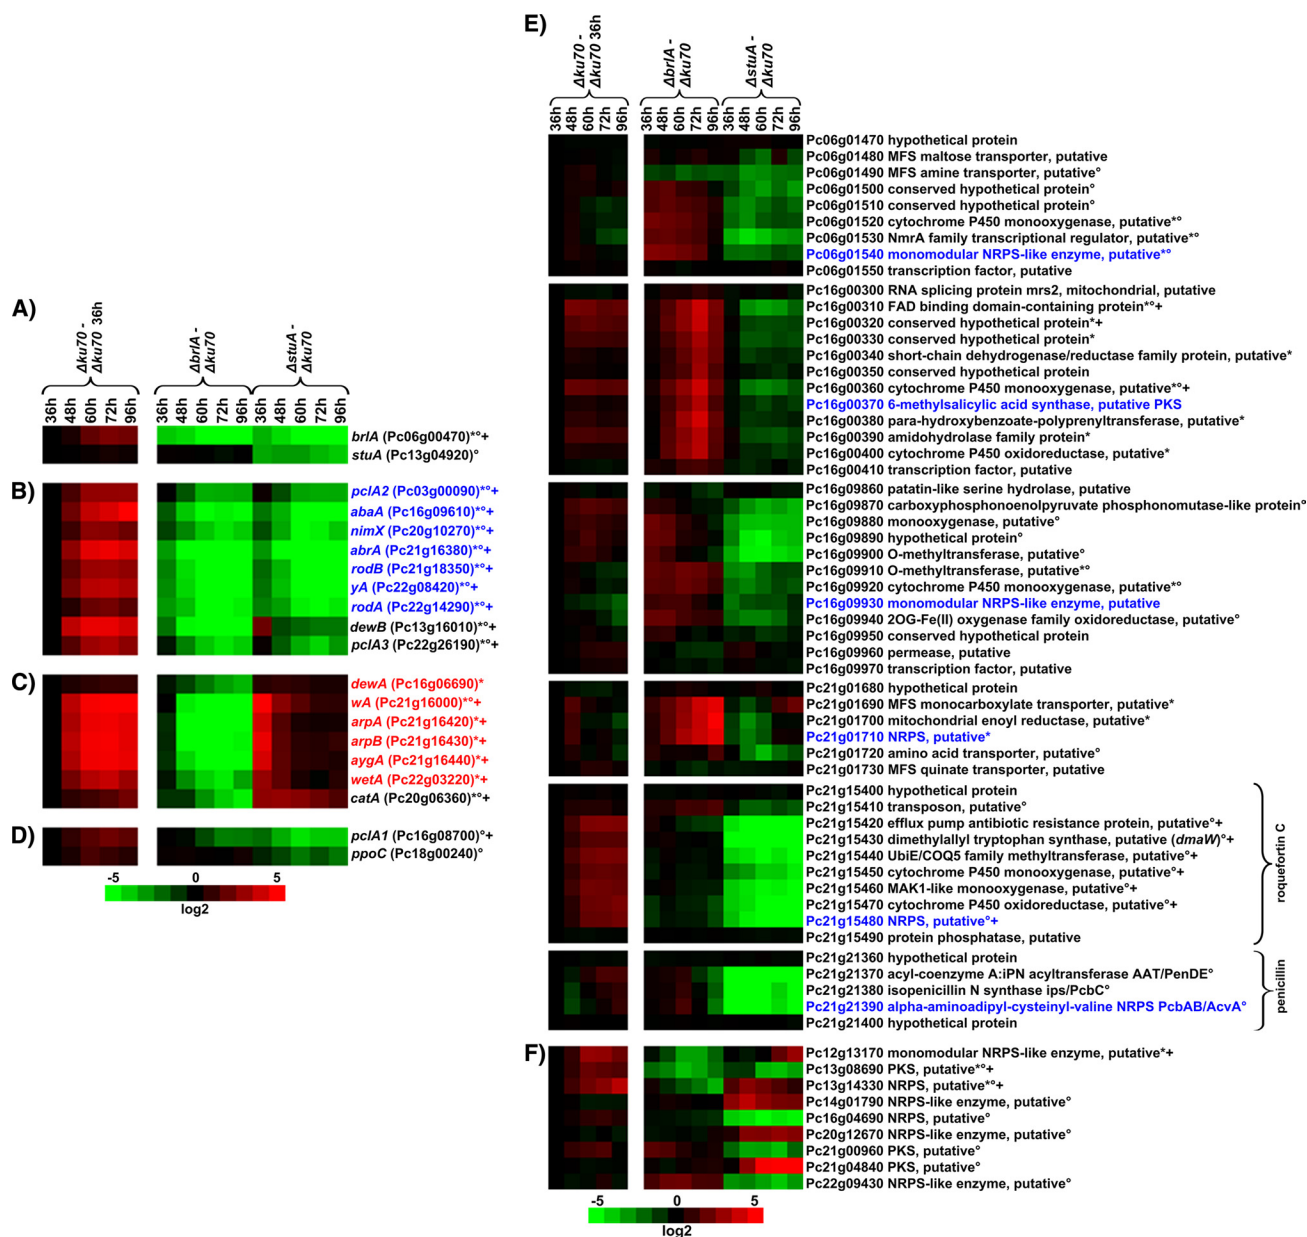 A)
Δku70 -
Δku70 36h
ΔbrlA -
Δku70
ΔstuA -
Δku70
36h
48h
60h
72h
96h
36h
48h
60h
72h
96h
36h
48h
60h
72h
96h
brlA (Pc06g00470)*°+
stuA (Pc13g04920)°
B)
pclA2 (Pc03g00090)*°+
abaA (Pc16g09610)*°+
nimX (Pc20g10270)*°+
abrA (Pc21g16380)*°+
rodB (Pc21g18350)*°+
yA (Pc22g08420)*°+
rodA (Pc22g14290)*°+
dewB (Pc13g16010)*°+
pclA3 (Pc22g26190)*°+
C)
dewA (Pc16g06690)*
wA (Pc21g16000)*°+
arpA (Pc21g16420)*+
arpB (Pc21g16430)*+
aygA (Pc21g16440)*+
wetA (Pc22g03220)*+
catA (Pc20g06360)*°+
D)
pclA1 (Pc16g08700)°+
ppoC (Pc18g00240)°
-5
5
log2
E)
Δku70 -
Δku70 36h
ΔbrlA -
Δku70
ΔstuA -
Δku70
36h
48h
60h
72h
96h
36h
48h
60h
72h
96h
36h
48h
60h
72h
96h
Pc06g01470 hypothetical protein
Pc06g01480 MFS maltose transporter, putative
Pc06g01490 MFS amine transporter, putative°
Pc06g01500 conserved hypothetical protein°
Pc06g01510 conserved hypothetical protein°
Pc06g01520 cytochrome P450 monooxygenase, putative*°
Pc06g01530 NmrA family transcriptional regulator, putative*°
Pc06g01540 monomodular NRPS-like enzyme, putative*°
Pc06g01550 transcription factor, putative
Pc16g00300 RNA splicing protein mrs2, mitochondrial, putative
Pc16g00310 FAD binding domain-containing protein*°+
Pc16g00320 conserved hypothetical protein*+
Pc16g00330 conserved hypothetical protein*
Pc16g00340 short-chain dehydrogenase/reductase family protein, putative*
Pc16g00350 conserved hypothetical protein
Pc16g00360 cytochrome P450 monooxygenase, putative*°+
Pc16g00370 6-methylsalicylic acid synthase, putative PKS
Pc16g00380 para-hydroxybenzoate-polyprenyltransferase, putative*
Pc16g00390 amidohydrolase family protein*
Pc16g00400 cytochrome P450 oxidoreductase, putative*
Pc16g00410 transcription factor, putative
Pc16g09860 patatin-like serine hydrolase, putative
Pc16g09870 carboxyphosphonoenolpyruvate phosphonomutase-like protein°
Pc16g09880 monooxygenase, putative°
Pc16g09890 hypothetical protein°
Pc16g09900 O-methyltransferase, putative°
Pc16g09910 O-methyltransferase, putative*°
Pc16g09920 cytochrome P450 monooxygenase, putative*°
Pc16g09930 monomodular NRPS-like enzyme, putative
Pc16g09940 2OG-Fe(II) oxygenase family oxidoreductase, putative°
Pc16g09950 conserved hypothetical protein
Pc16g09960 permease, putative
Pc16g09970 transcription factor, putative
Pc21g01680 hypothetical protein
Pc21g01690 MFS monocarboxylate transporter, putative*
Pc21g01700 mitochondrial enoyl reductase, putative*
Pc21g01710 NRPS, putative*
Pc21g01720 amino acid transporter, putative°
Pc21g01730 MFS quinate transporter, putative
Pc21g15400 hypothetical protein
Pc21g15410 transposon, putative°
Pc21g15420 efflux pump antibiotic resistance protein, putative°+
Pc21g15430 dimethylallyl tryptophan synthase, putative (dmaW)°+
Pc21g15440 UbiE/COQ5 family methyltransferase, putative°+
Pc21g15450 cytochrome P450 monooxygenase, putative°+
Pc21g15460 MAK1-like monooxygenase, putative°+
Pc21g15470 cytochrome P450 oxidoreductase, putative°+
Pc21g15480 NRPS, putative°+
Pc21g15490 protein phosphatase, putative
roquefortin C
Pc21g21360 hypothetical protein
Pc21g21370 acyl-coenzyme A:iPN acyltransferase AAT/PenDE°
Pc21g21380 isopenicillin N synthase ips/PcbC°
Pc21g21390 alpha-aminoadipyl-cysteinyl-valine NRPS PcbAB/AcvA°
Pc21g21400 hypothetical protein
penicillin
F)
Pc12g13170 monomodular NRPS-like enzyme, putative*+
Pc13g08690 PKS, putative*°+
Pc13g14330 NRPS, putative*°+
Pc14g01790 NRPS-like enzyme, putative°
Pc16g04690 NRPS, putative°
Pc20g12670 NRPS-like enzyme, putative°
Pc21g00960 PKS, putative°
Pc21g04840 PKS, putative°
Pc22g09430 NRPS-like enzyme, putative°
-5
0
5
log2